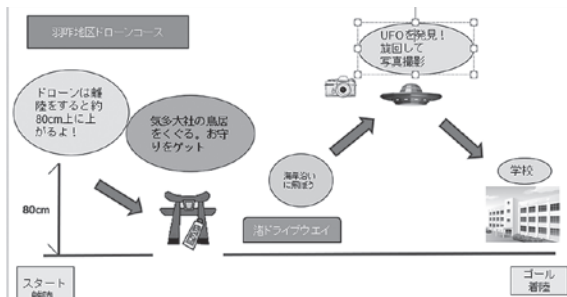 羽咋地区ドローンコース
UFOを発見！
旋回して
写真撮影
ドローンは離
陸をすると約
80cm上に上
がるよ！
気多大社の鳥居
をくぐる。お守
りをゲット
海岸沿い
に飛ぼう
学校
80cm
渚ドライブウエイ
スタート
離陸
ゴール
着陸